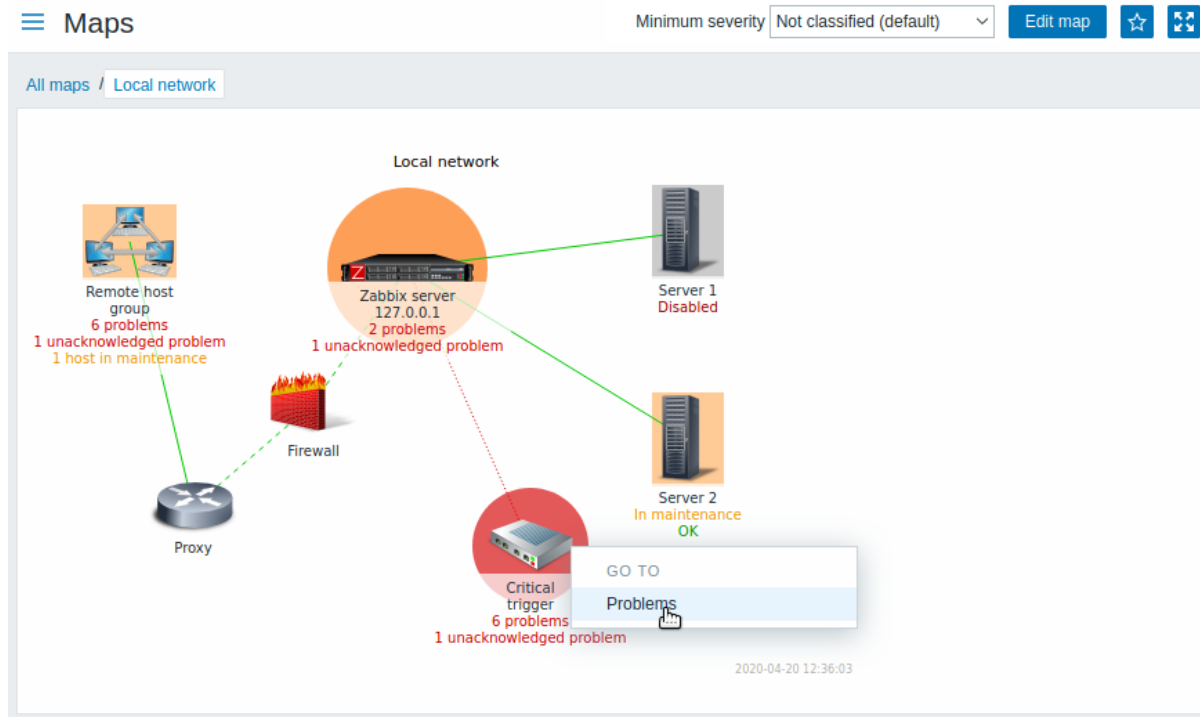 Maps
Minimum severity Not classified (default)
Edit map
All maps / Local network
Local network
Remote host
group
6 problems
1 unacknowledged problem
1 host in maintenance
Z
Zabbix server
127.0.0.1
2 problems
1 unacknowledged problem
Server 1
Disabled
Firewall
Proxy
Server 2
In maintenance
OK
Critical
trigger
6 problems
1 unacknowledged problem
GO TO
Problems
2020-04-20 12:36:03